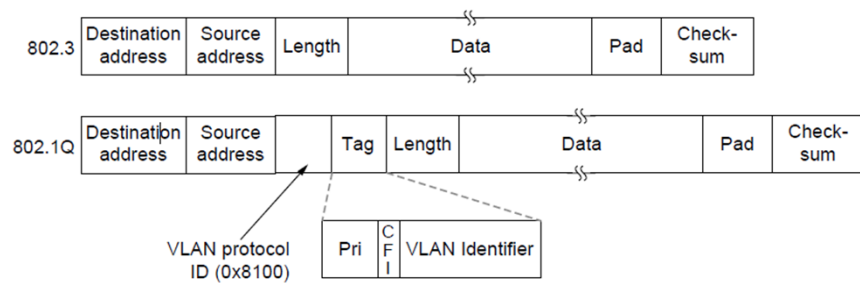 802.3
Destination
address
Source
address
Length
Data
Pad
Check-
sum
802.1Q
Destination
address
Source
address
Tag
Length
Data
Pad
Check-
sum
VLAN protocol
ID (0x8100)
Pri
C
F
I
VLAN Identifier